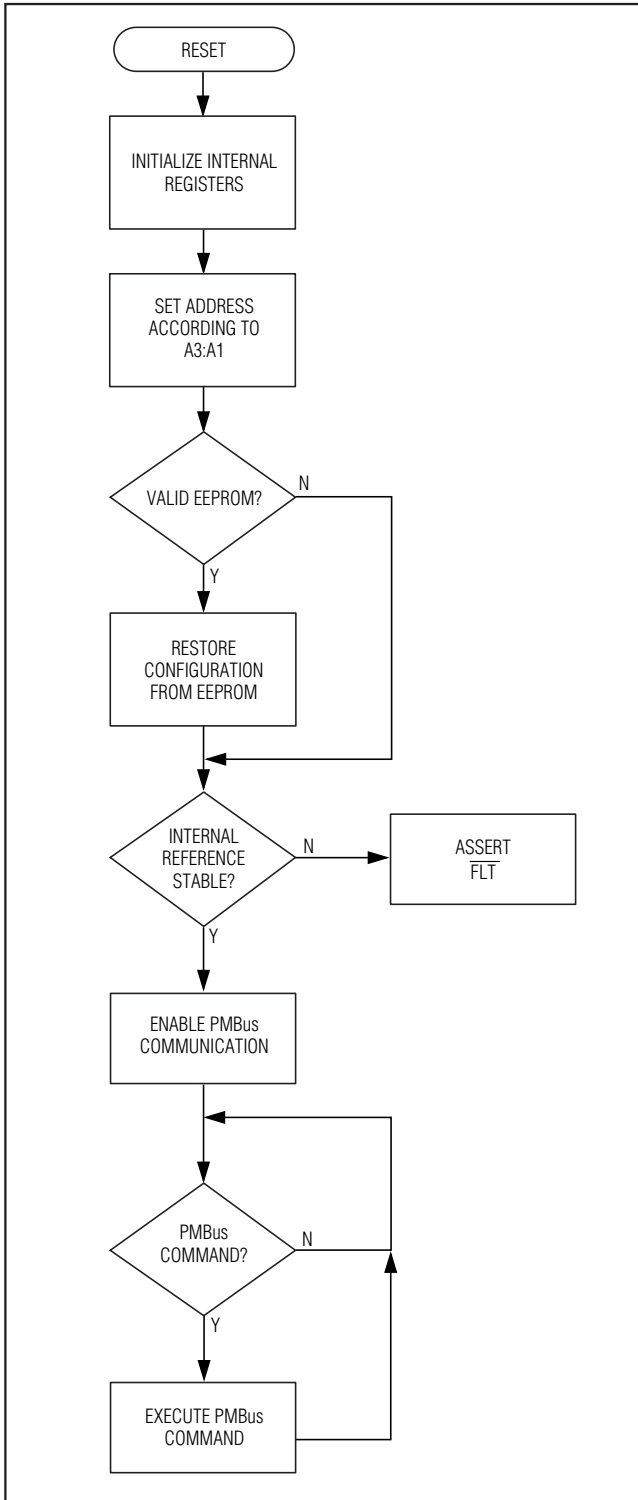 RESET
INITIALIZE INTERNAL
REGISTERS
SET ADDRESS
ACCORDING TO
A3:A1
VALID EEPROM?
N
Y
RESTORE
CONFIGURATION
FROM EEPROM
INTERNAL
REFERENCE
STABLE?
N
ASSERT
FLT
Y
ENABLE PMBus
COMMUNICATION
PMBus
COMMAND?
N
Y
EXECUTE PMBus
COMMAND